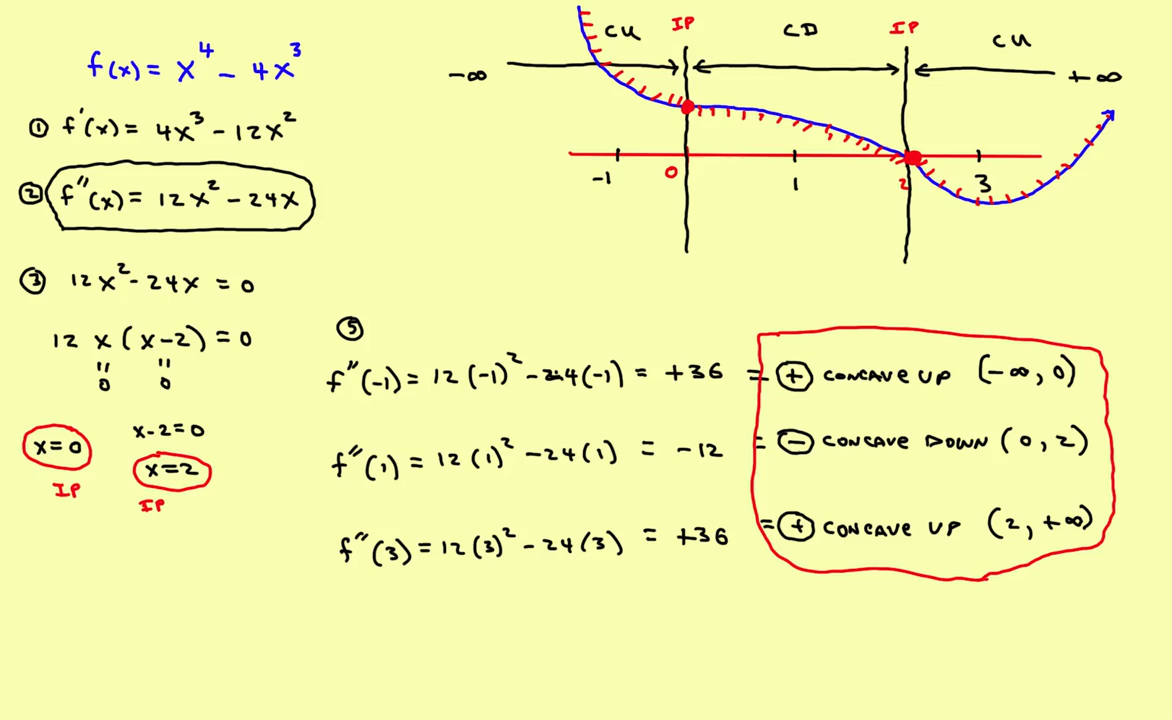 f(x) = x⁴ - 4x³
① f'(x) = 4x³ - 12x²
② f''(x) = 12x² - 24x
③ 12x² - 24x = 0
12 x (x-2) = 0
" "
0 0
x=0
IP
x-2=0
x=2
IP
CU IP CD IP CU
-∞ +∞
-1 0 1 2 3
⑤
f''(-1) = 12(-1)² - 24(-1) = +36 = ⊕ CONCAVE UP (-∞, 0)
f''(1) = 12(1)² - 24(1) = -12 = ⊖ CONCAVE DOWN (0, 2)
f''(3) = 12(3)² - 24(3) = +36 = ⊕ CONCAVE UP (2, +∞)